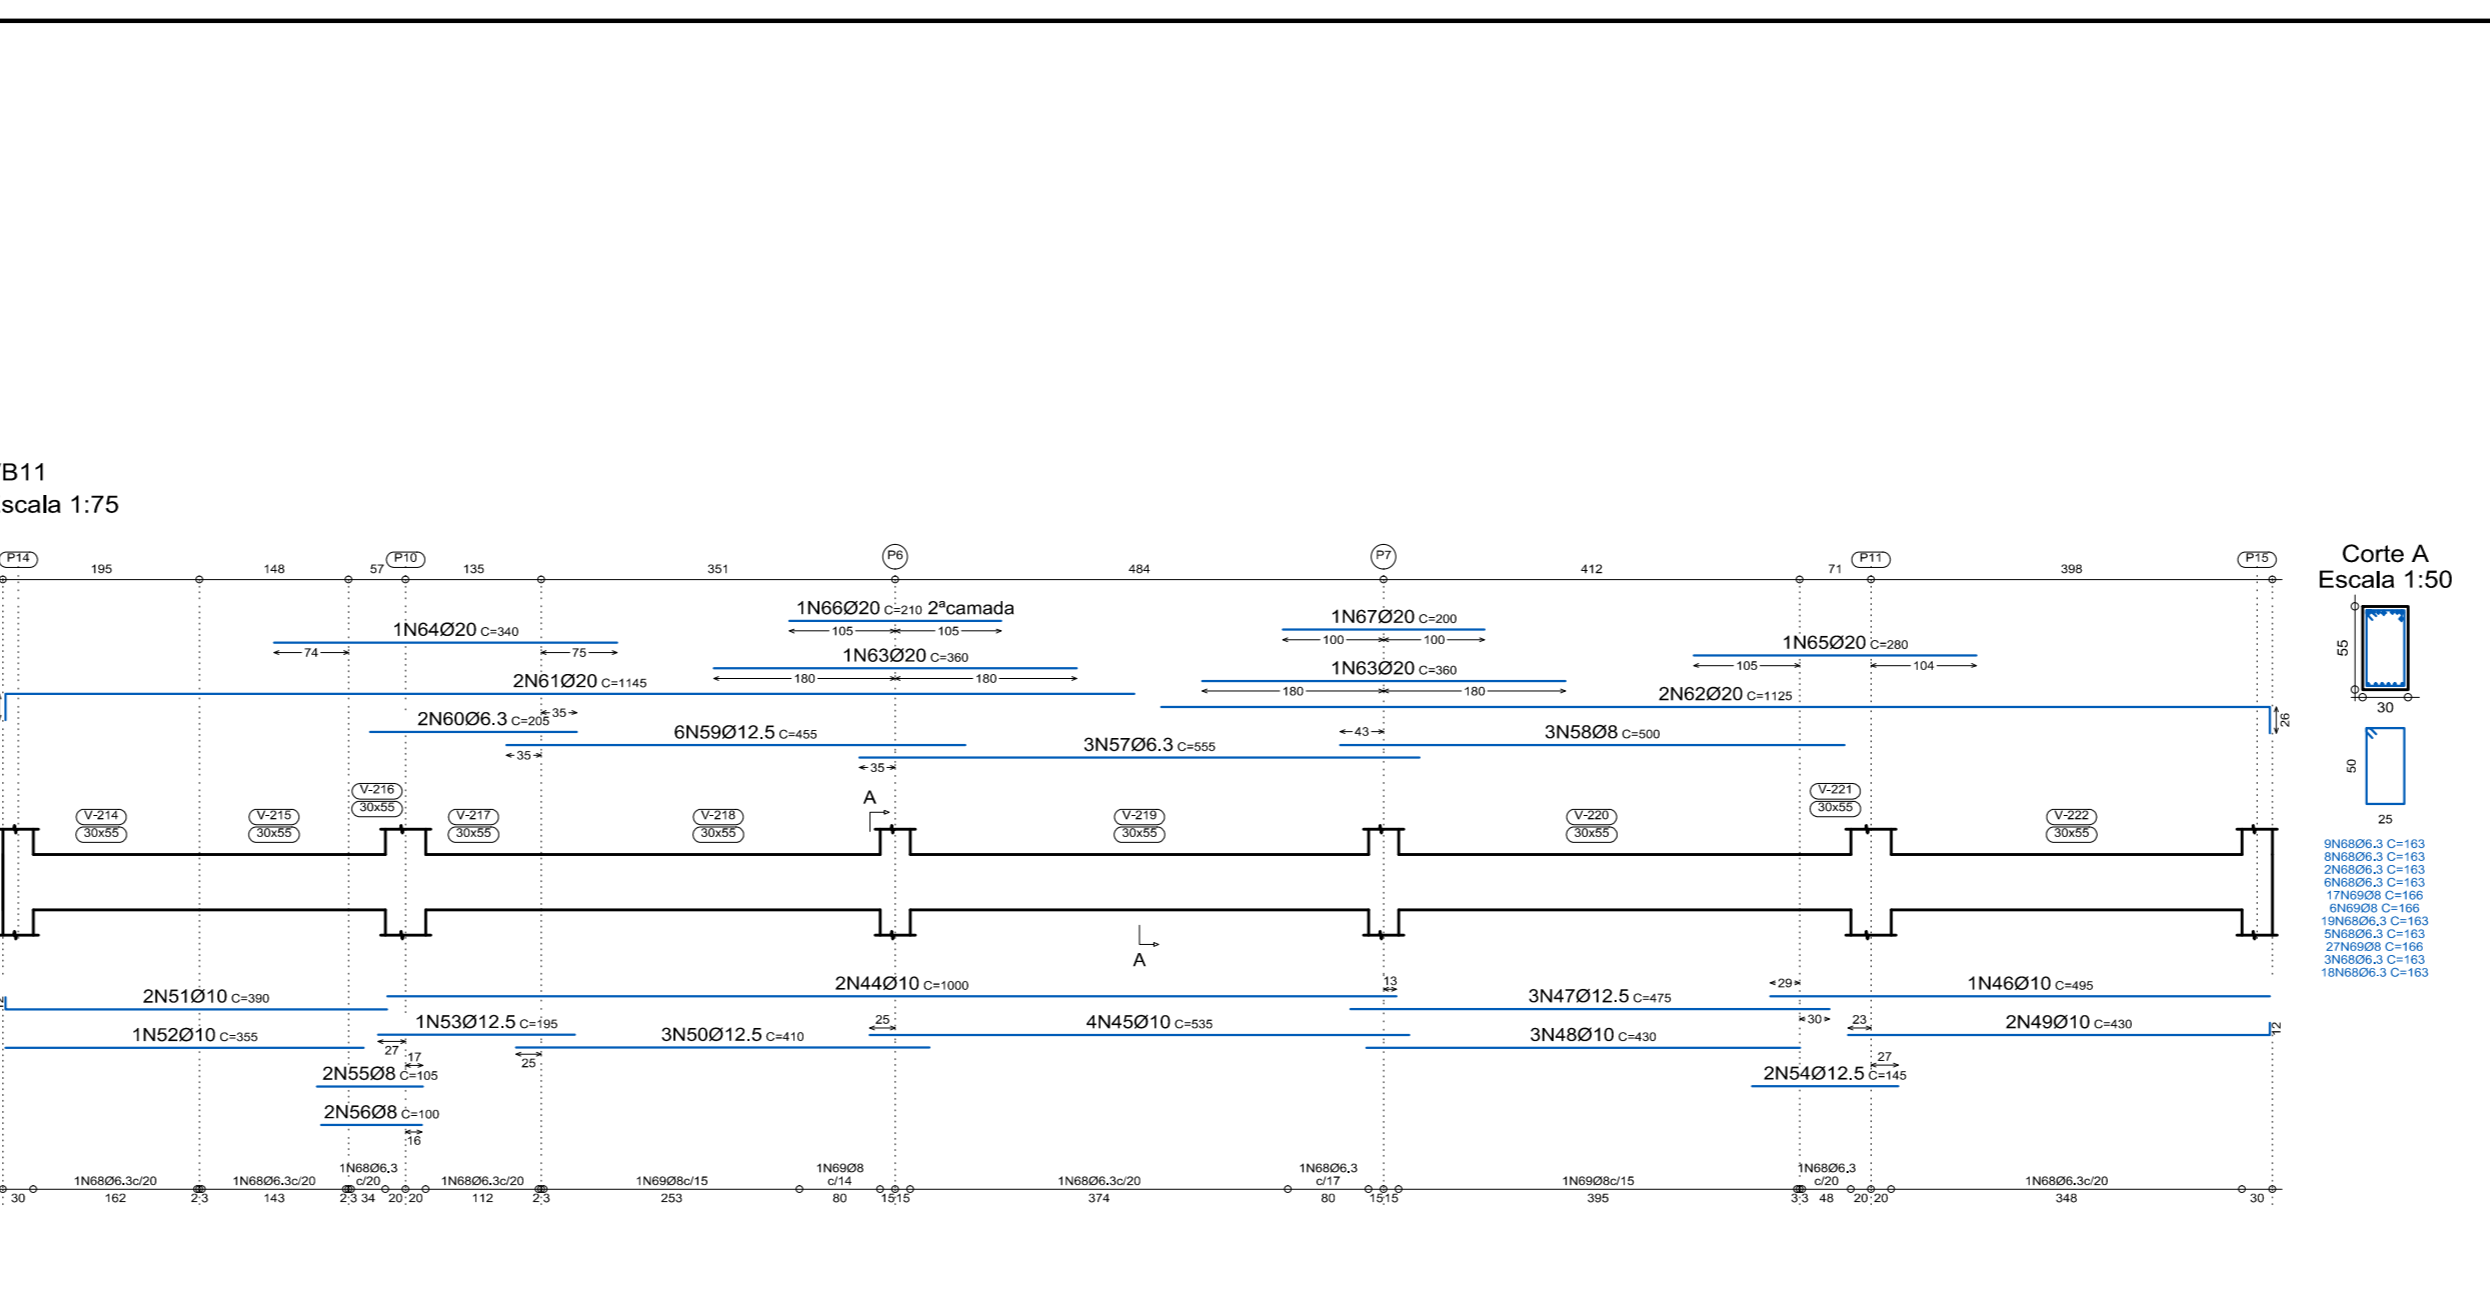 B11
scala 1:75
P14 195 148 57 P10 135 351 P6 484 P7 412 71 P11 398 P15
Corte A
Escala 1:50
55
30
50
25
1N66Ø20 C=210 2ªcamada
105 105
1N67Ø20 C=200
100 100
1N64Ø20 C=340
74 75
1N65Ø20 C=280
105 104
1N63Ø20 C=360
180 180
1N63Ø20 C=360
180 180
2N61Ø20 C=1145
2N62Ø20 C=1125
26
2N60Ø6.3 C=205
35
6N59Ø12.5 C=455
35
3N57Ø6.3 C=555
35
43
3N58Ø8 C=500
A
V-214
30x55
V-215
30x55
V-216
30x55
V-217
30x55
V-218
30x55
V-219
30x55
V-220
30x55
V-221
30x55
V-222
30x55
A
9N68Ø6.3 C=163
8N68Ø6.3 C=163
2N68Ø6.3 C=163
6N68Ø6.3 C=163
17N69Ø8 C=166
6N69Ø8 C=166
19N68Ø6.3 C=163
5N68Ø6.3 C=163
27N69Ø8 C=166
3N68Ø6.3 C=163
18N68Ø6.3 C=163
2N51Ø10 C=390
2N44Ø10 C=1000
13
3N47Ø12.5 C=475
29
30
1N46Ø10 C=495
1N52Ø10 C=355
1N53Ø12.5 C=195
27
3N50Ø12.5 C=410
25
25
4N45Ø10 C=535
3N48Ø10 C=430
23
2N49Ø10 C=430
12
17
2N55Ø8 C=105
27
2N54Ø12.5 C=145
2N56Ø8 C=100
16
1N68Ø6.3c/20 1N68Ø6.3c/20 1N68Ø6.3 c/20 1N68Ø6.3c/20 1N69Ø8c/15 1N69Ø8 c/14 1N68Ø6.3c/20 1N68Ø6.3 c/17 1N69Ø8c/15 1N68Ø6.3 c/20 1N68Ø6.3c/20
30 162 2 3 143 2 3 34 20 20 112 2 3 253 80 15 15 374 80 15 15 395 3 3 48 20 20 348 30